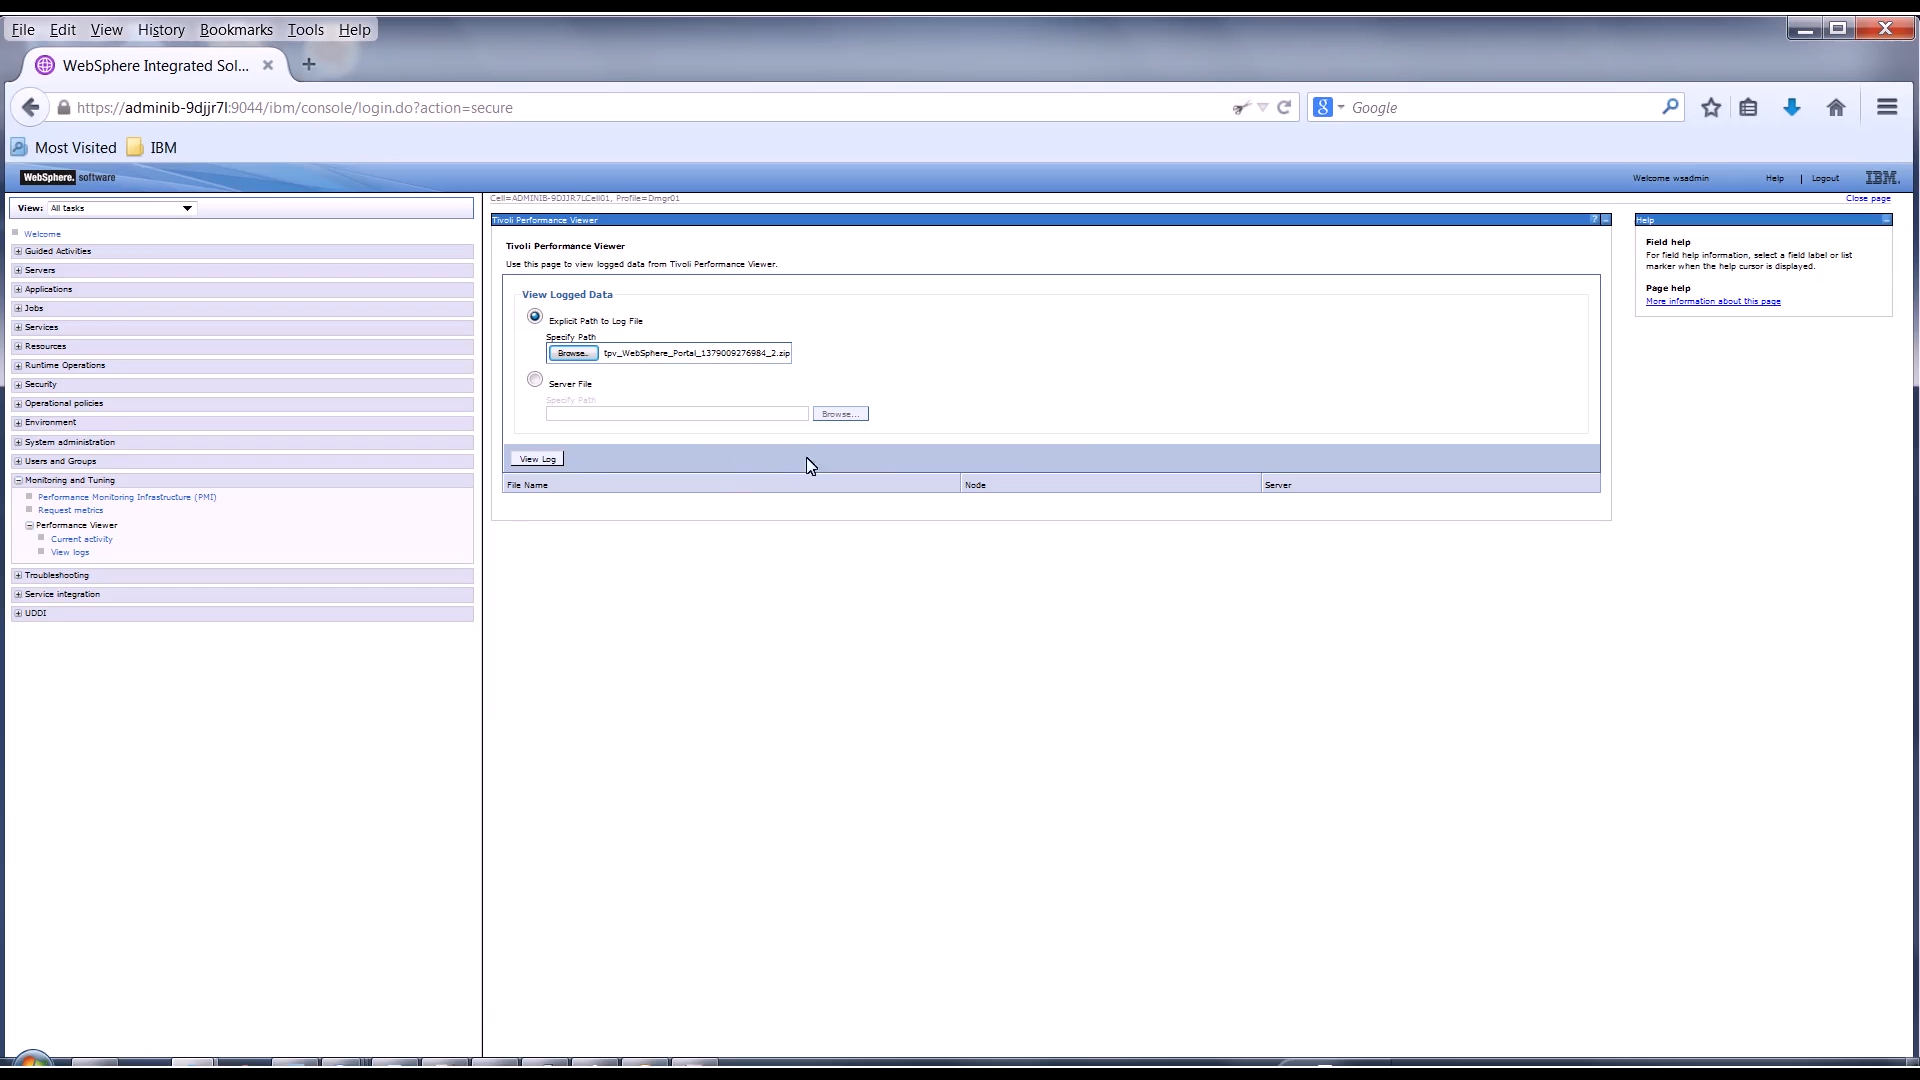 File Edit View History Bookmarks Tools Help
WebSphere Integrated Sol...
https://adminib-9djjr7l:9044/ibm/console/login.do?action=secure
Google
Most Visited IBM
WebSphere. software
Welcome wsadmin Help | Logout IBM.
View: All tasks
Cell=ADMINIB-9DJJR7LCell01, Profile=Dmgr01
Close page
Welcome
Guided Activities
Servers
Applications
Jobs
Services
Resources
Runtime Operations
Security
Operational policies
Environment
System administration
Users and Groups
Monitoring and Tuning
Performance Monitoring Infrastructure (PMI)
Request metrics
Performance Viewer
Current activity
View logs
Troubleshooting
Service integration
UDDI
Tivoli Performance Viewer
?
Tivoli Performance Viewer
Use this page to view logged data from Tivoli Performance Viewer.
View Logged Data
Explicit Path to Log File
Specify Path
Browse... tpv_WebSphere_Portal_1379009276984_2.zip
Server File
Specify Path
Browse...
View Log
File Name Node Server
Help
Field help
For field help information, select a field label or list
marker when the help cursor is displayed.
Page help
More information about this page